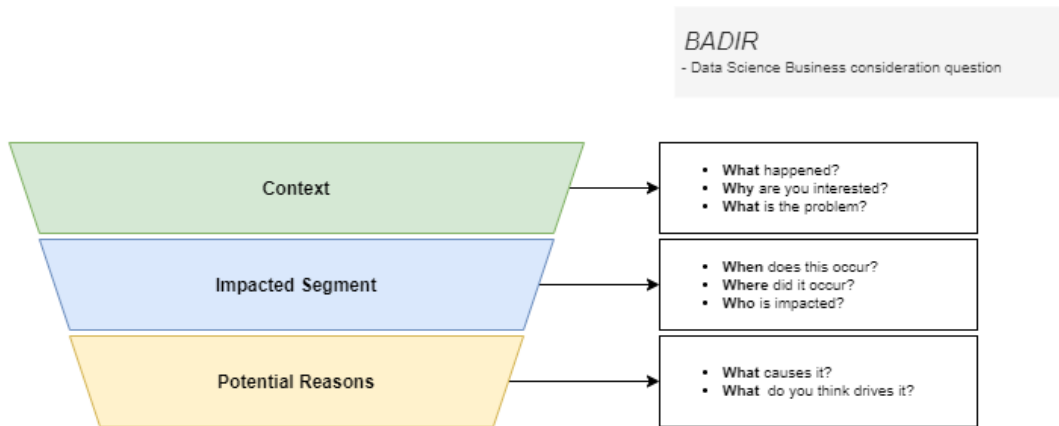 BADIR
- Data Science Business consideration question
Context
• What happened?
• Why are you interested?
• What is the problem?
Impacted Segment
• When does this occur?
• Where did it occur?
• Who is impacted?
Potential Reasons
• What causes it?
• What do you think drives it?